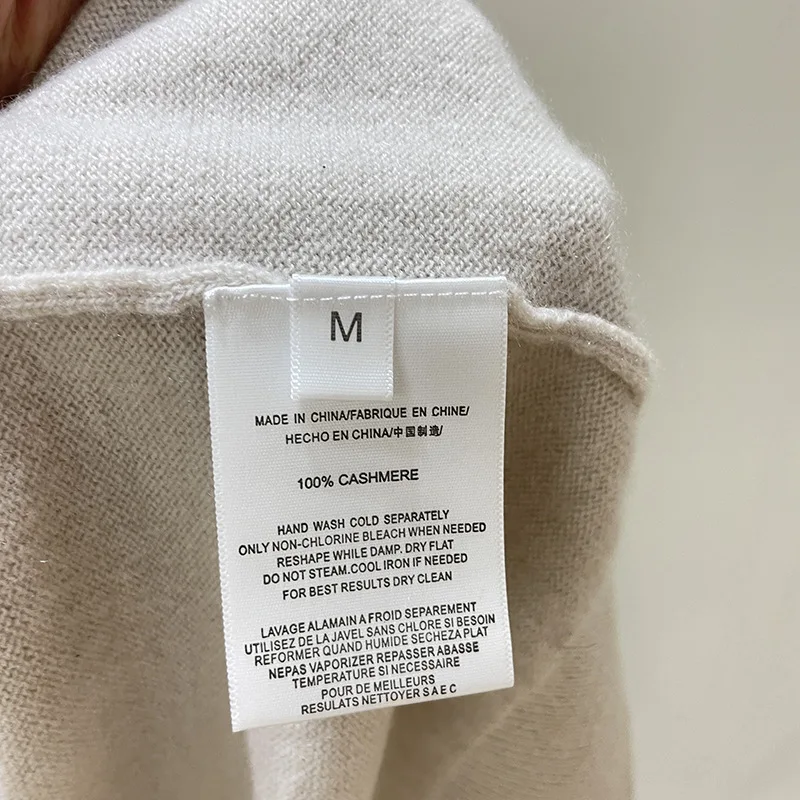 M
MADE IN CHINA/FABRIQUE EN CHINE/
HECHO EN CHINA/中国制造/
100% CASHMERE
HAND WASH COLD SEPARATELY
ONLY NON-CHLORINE BLEACH WHEN NEEDED
RESHAPE WHILE DAMP. DRY FLAT
DO NOT STEAM.COOL IRON IF NEEDED
FOR BEST RESULTS DRY CLEAN
LAVAGE ALAMAIN A FROID SEPAREMENT
UTILISEZ DE LA JAVEL SANS CHLORE SI BESOIN
REFORMER QUAND HUMIDE SECHEZA PLAT
NEPAS VAPORIZER REPASSER ABASSE
TEMPERATURE SI NECESSAIRE
POUR DE MEILLEURS
RESULATS NETTOYER S A E C